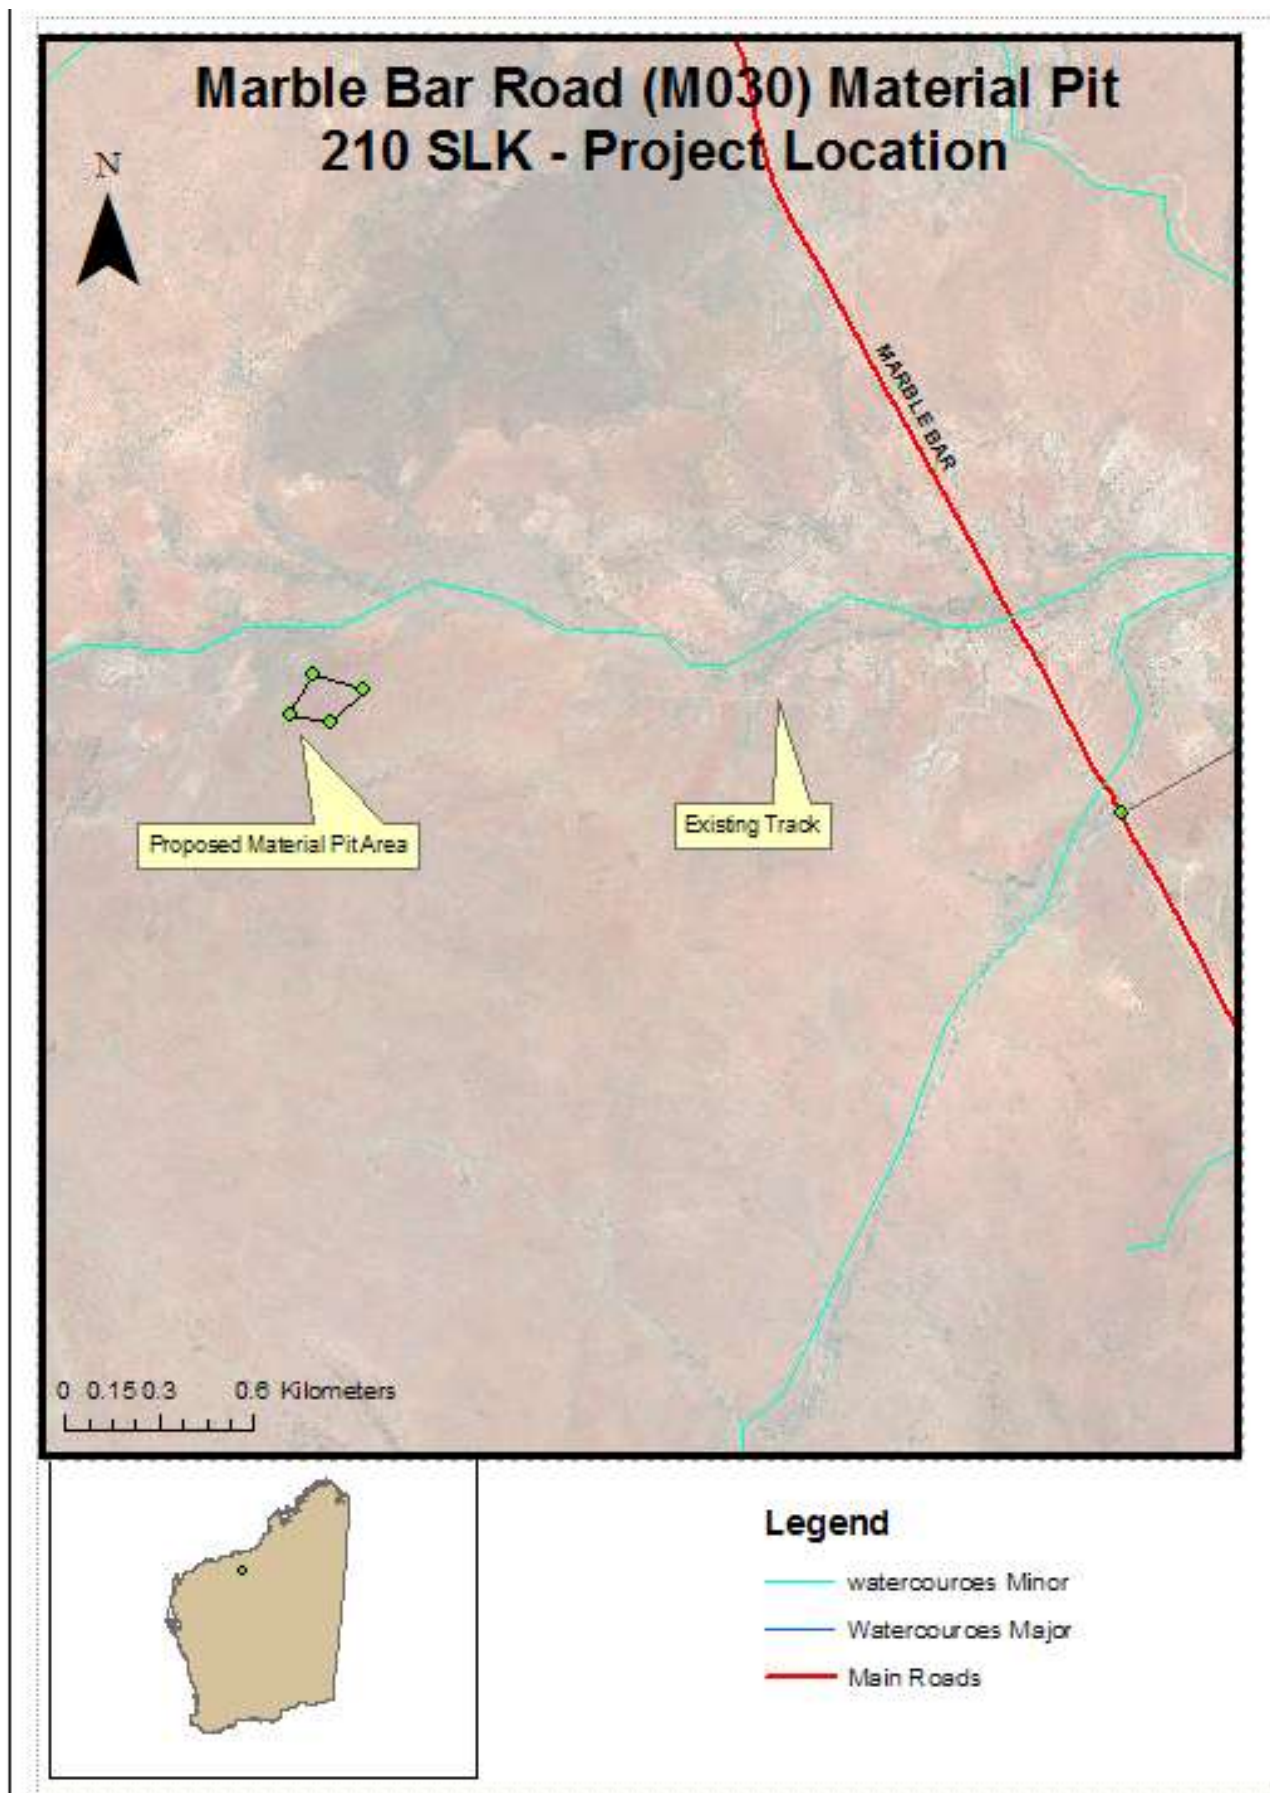 Marble Bar Road (M030) Material Pit
210 SLK - Project Location
N
MARBLE BAR
Existing Track
Proposed Material Pit Area
0 0.15 0.3 0.6 Kilometers
Legend
watercources Minor
Watercources Major
Main Roads